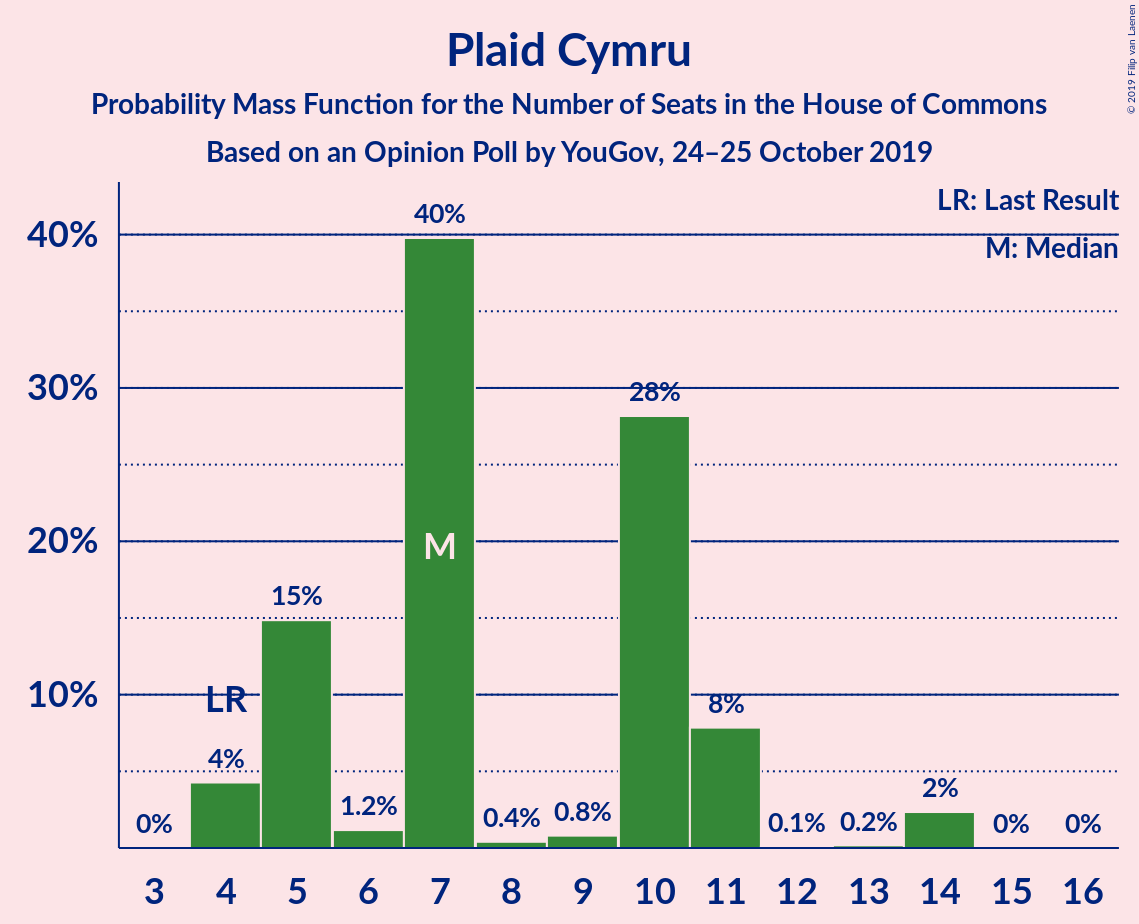 Plaid Cymru
Probability Mass Function for the Number of Seats in the House of Commons
Based on an Opinion Poll by YouGov, 24–25 October 2019
© 2019 Filip van Laenen
LR: Last Result
M: Median
40%
30%
20%
10%
0%
4%
LR
15%
1.2%
40%
M
0.4%
0.8%
28%
8%
0.1%
0.2%
2%
0%
0%
3 4 5 6 7 8 9 10 11 12 13 14 15 16